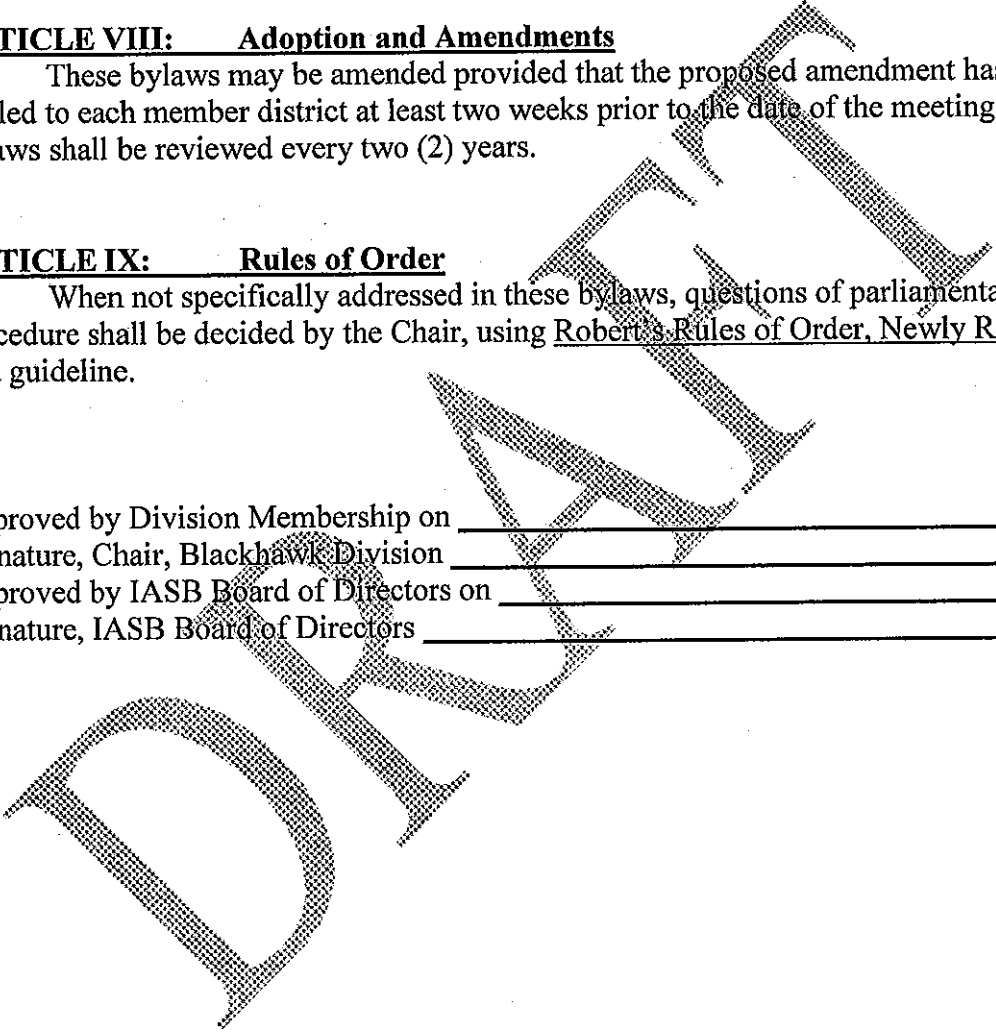 TICLE VIII: Adoption and Amendments
These bylaws may be amended provided that the proposed amendment has
led to each member district at least two weeks prior to the date of the meeting
aws shall be reviewed every two (2) years.
TICLE IX: Rules of Order
When not specifically addressed in these bylaws, questions of parliamenta
cedure shall be decided by the Chair, using Robert's Rules of Order, Newly R
guideline.
proved by Division Membership on
nature, Chair, Blackhawk Division
proved by IASB Board of Directors on
nature, IASB Board of Directors
DRAFT